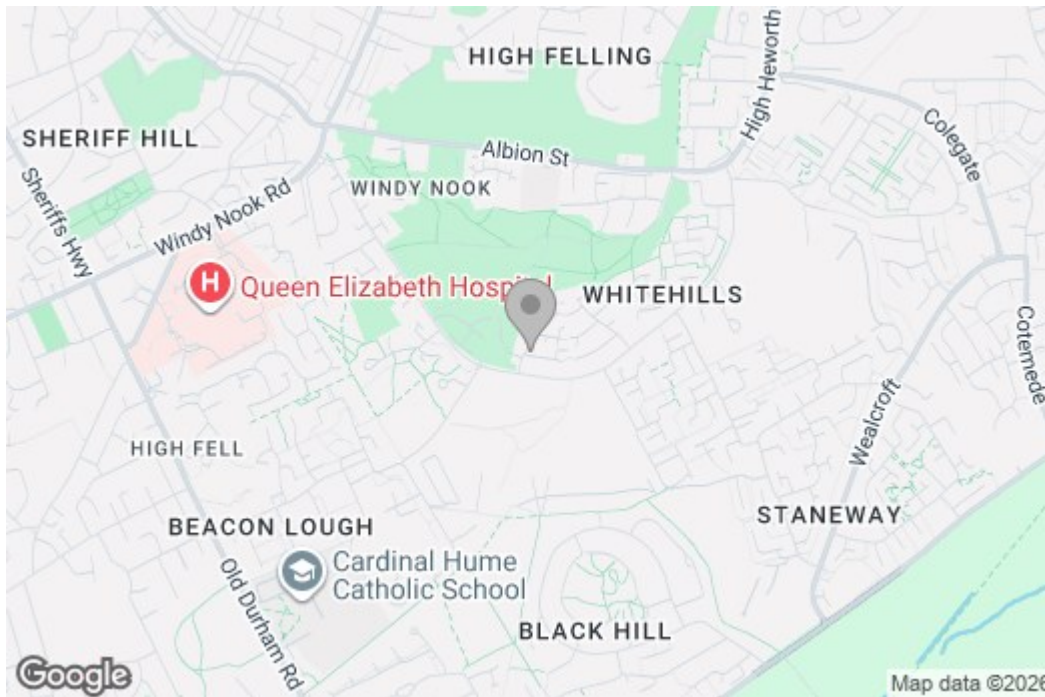 HIGH FELLING
High Heworth
Colegate
SHERIFF HILL
Albion St
WINDY NOOK
Sheriffs Hwy
Windy Nook Rd
H
Queen Elizabeth Hospital
WHITEHILLS
Cotemede
Wealcroft
HIGH FELL
STANEWAY
BEACON LOUGH
Cardinal Hume
Catholic School
Old Durham Rd
BLACK HILL
Google
Map data ©2026